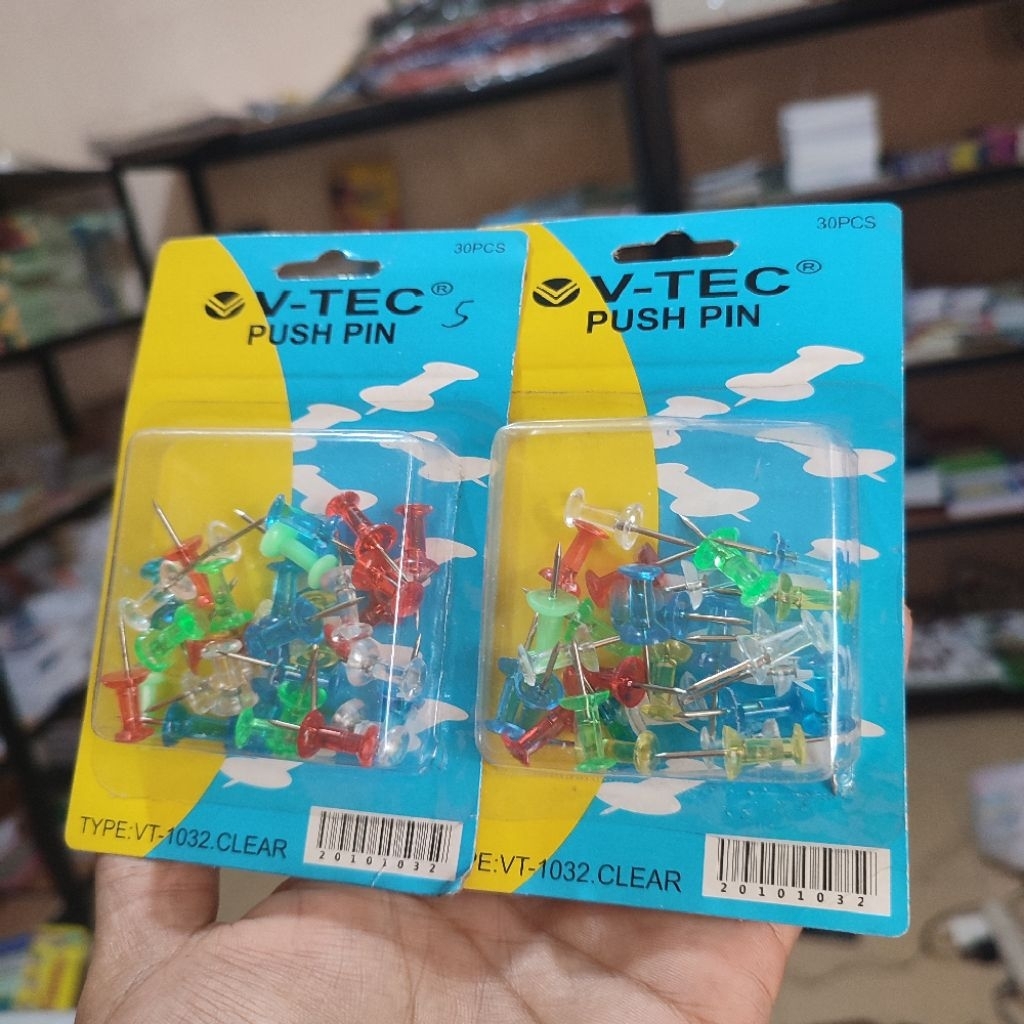 30PCS
V-TEC®
PUSH PIN
5
TYPE:VT-1032.CLEAR
20101032
30PCS
V-TEC®
PUSH PIN
PE:VT-1032.CLEAR
20101032